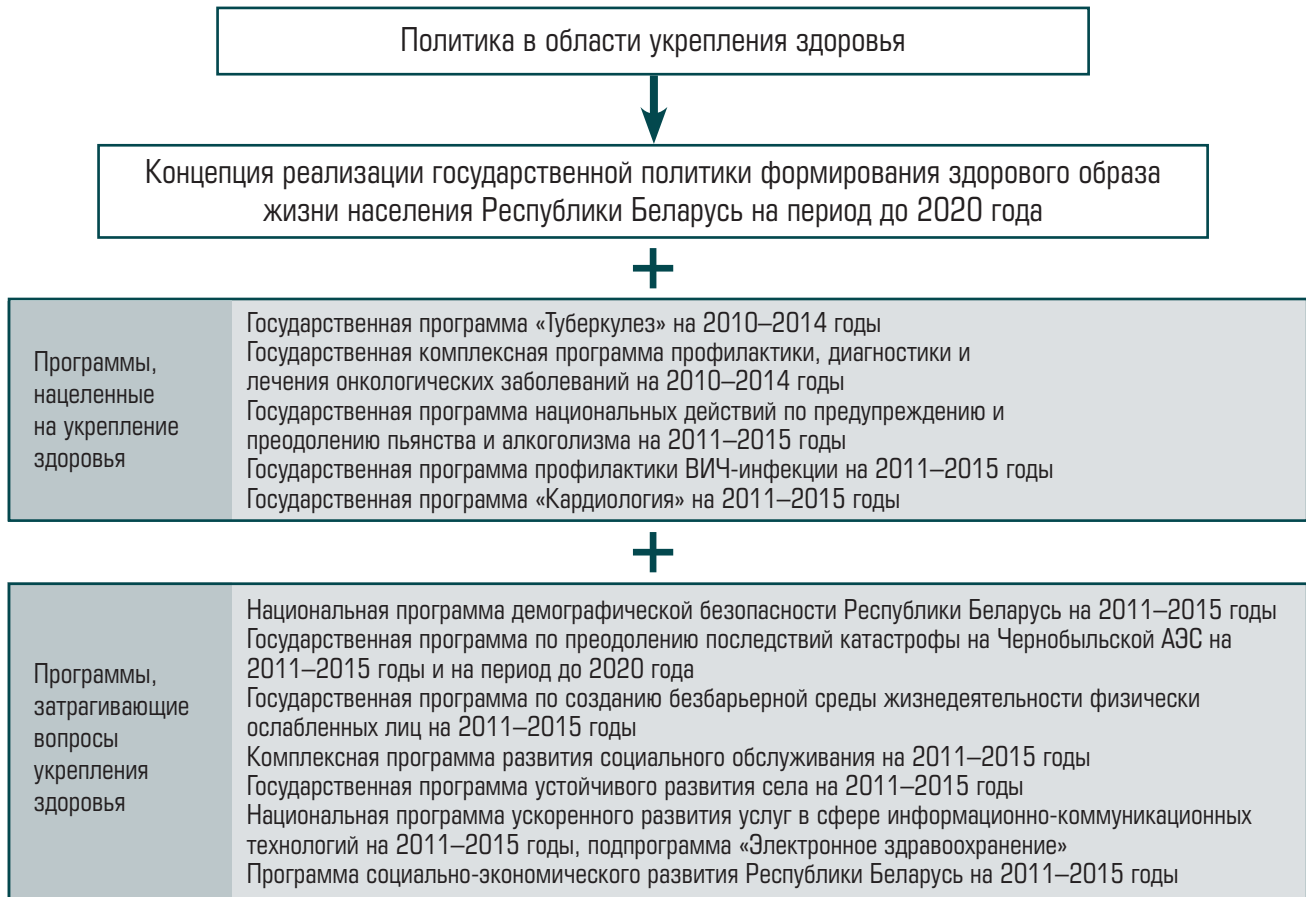 Политика в области укрепления здоровья
Концепция реализации государственной политики формирования здорового образа
жизни населения Республики Беларусь на период до 2020 года
+
Программы,
нацеленные
на укрепление
здоровья
Государственная программа «Туберкулез» на 2010–2014 годы
Государственная комплексная программа профилактики, диагностики и
лечения онкологических заболеваний на 2010–2014 годы
Государственная программа национальных действий по предупреждению и
преодолению пьянства и алкоголизма на 2011–2015 годы
Государственная программа профилактики ВИЧ-инфекции на 2011–2015 годы
Государственная программа «Кардиология» на 2011–2015 годы
+
Программы,
затрагивающие
вопросы
укрепления
здоровья
Национальная программа демографической безопасности Республики Беларусь на 2011–2015 годы
Государственная программа по преодолению последствий катастрофы на Чернобыльской АЭС на
2011–2015 годы и на период до 2020 года
Государственная программа по созданию безбарьерной среды жизнедеятельности физически
ослабленных лиц на 2011–2015 годы
Комплексная программа развития социального обслуживания на 2011–2015 годы
Государственная программа устойчивого развития села на 2011–2015 годы
Национальная программа ускоренного развития услуг в сфере информационно-коммуникационных
технологий на 2011–2015 годы, подпрограмма «Электронное здравоохранение»
Программа социально-экономического развития Республики Беларусь на 2011–2015 годы